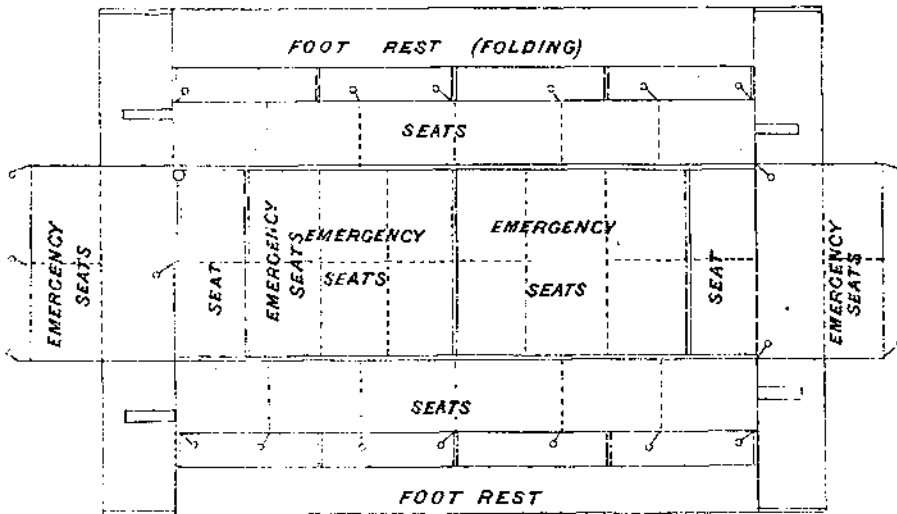 FOOT REST (FOLDING)
SEATS
EMERGENCY SEATS
SEAT
EMERGENCY SEATS
EMERGENCY
SEATS
EMERGENCY
SEATS
SEAT
EMERGENCY SEATS
SEATS
FOOT REST